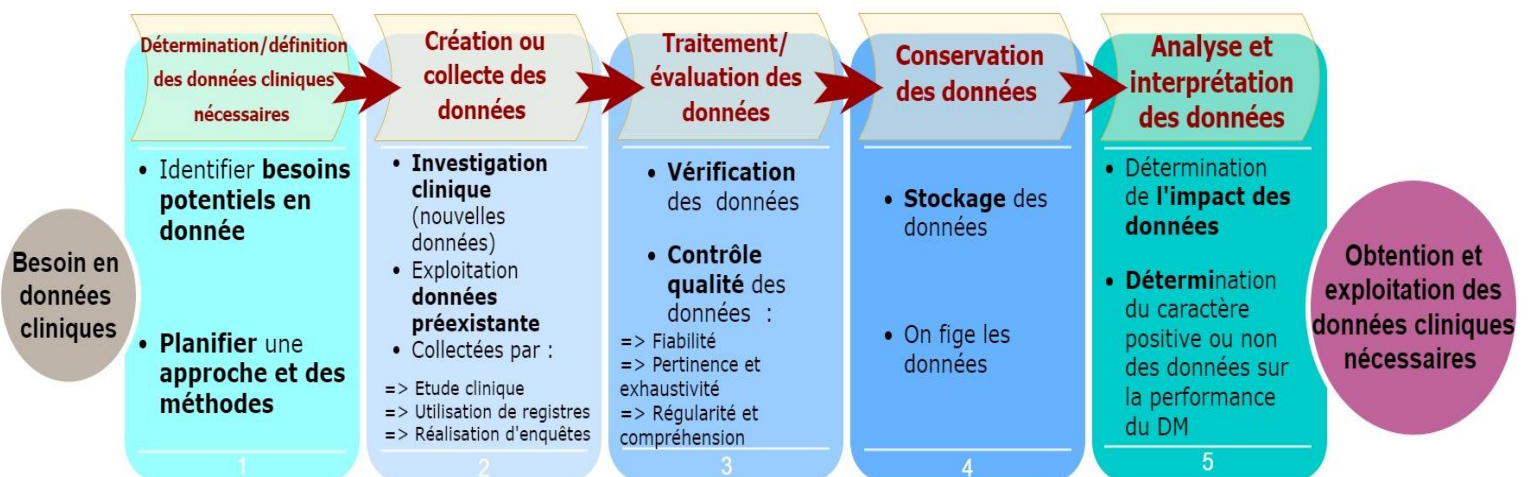 Besoin en
données
cliniques
Détermination/définition
des données cliniques
nécessaires
• Identifier besoins
potentiels en
donnée
• Planifier une
approche et des
méthodes
1
Création ou
collecte des
données
• Investigation
clinique
(nouvelles
données)
• Exploitation
données
préexistante
• Collectées par :
=> Etude clinique
=> Utilisation de registres
=> Réalisation d'enquêtes
2
Traitement/
évaluation des
données
• Vérification
des données
• Contrôle
qualité des
données :
=> Fiabilité
=> Pertinence et
exhaustivité
=> Régularité et
compréhension
3
Conservation
des données
• Stockage des
données
• On fige les
données
4
Analyse et
interprétation
des données
• Détermination
de l'impact des
données
• Détermination
du caractère
positive ou non
des données sur
la performance
du DM
5
Obtention et
exploitation des
données cliniques
nécessaires